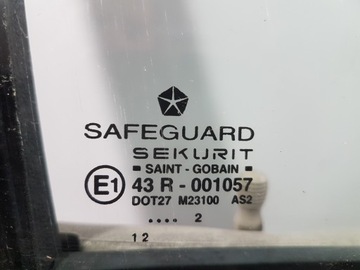 SAFEGUARD
SEKURIT
▬ SAINT - GOBAIN ▬
E1 43 R - 001057
DOT27 M23100 AS2
.... 2
1 2